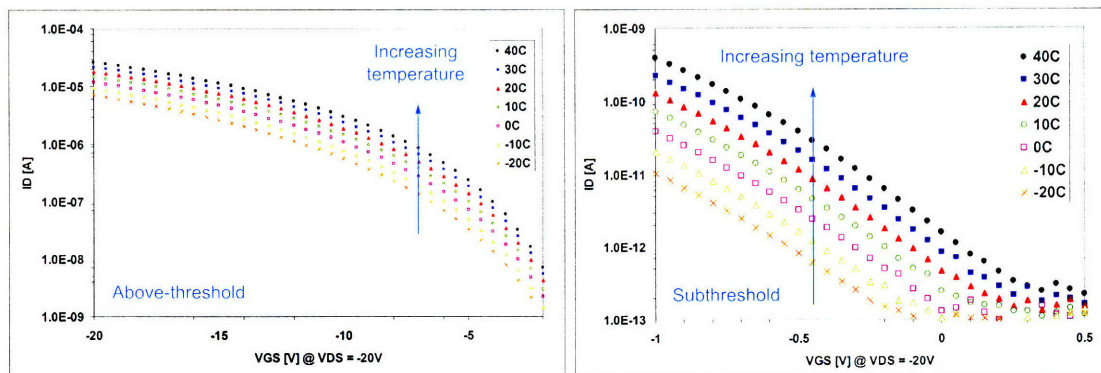 1.0E-04
1.0E-05
1.0E-06
1.0E-07
1.0E-08
1.0E-09
ID [A]
Increasing
temperature
40C
30C
20C
10C
0C
-10C
-20C
Above-threshold
-20
-15
-10
-5
VGS [V] @ VDS = -20V
1.0E-09
1.0E-10
1.0E-11
1.0E-12
1.0E-13
ID [A]
Increasing temperature
40C
30C
20C
10C
0C
-10C
-20C
Subthreshold
-1
-0.5
0
0.5
VGS [V] @ VDS = -20V